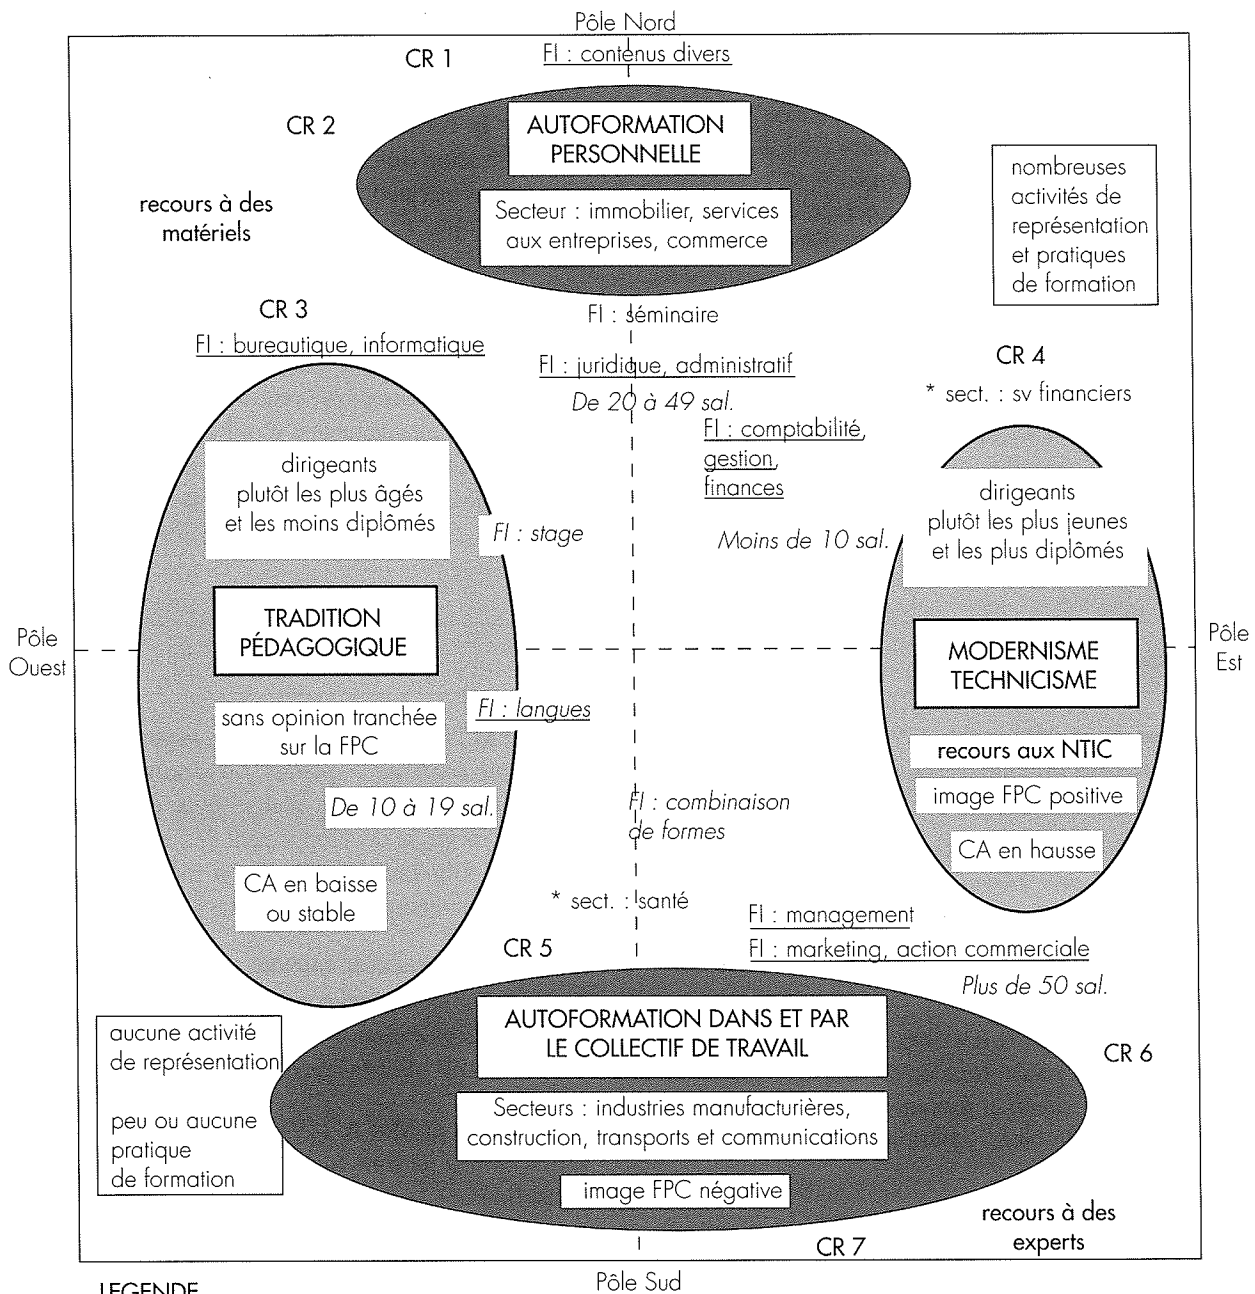 Pôle Nord
CR 1
FI : contenus divers
CR 2
AUTOFORMATION
PERSONNELLE
Secteur : immobilier, services
aux entreprises, commerce
recours à des
matériels
nombreuses
activités de
représentation
et pratiques
de formation
CR 3
FI : bureautique, informatique
FI : séminaire
FI : juridique, administratif
De 20 à 49 sal.
FI : comptabilité,
gestion,
finances
CR 4
* sect. : sv financiers
dirigeants
plutôt les plus âgés
et les moins diplômés
FI : stage
Moins de 10 sal.
dirigeants
plutôt les plus jeunes
et les plus diplômés
Pôle
Ouest
TRADITION
PÉDAGOGIQUE
MODERNISME
TECHNICISME
Pôle
Est
sans opinion tranchée
sur la FPC
FI : langues
recours aux NTIC
image FPC positive
CA en hausse
De 10 à 19 sal.
FI : combinaison
de formes
CA en baisse
ou stable
* sect. : santé
FI : management
FI : marketing, action commerciale
Plus de 50 sal.
CR 5
AUTOFORMATION DANS ET PAR
LE COLLECTIF DE TRAVAIL
CR 6
Secteurs : industries manufacturières,
construction, transports et communications
image FPC négative
aucune activité
de représentation
peu ou aucune
pratique
de formation
recours à des
experts
CR 7
Pôle Sud
LEGENDE